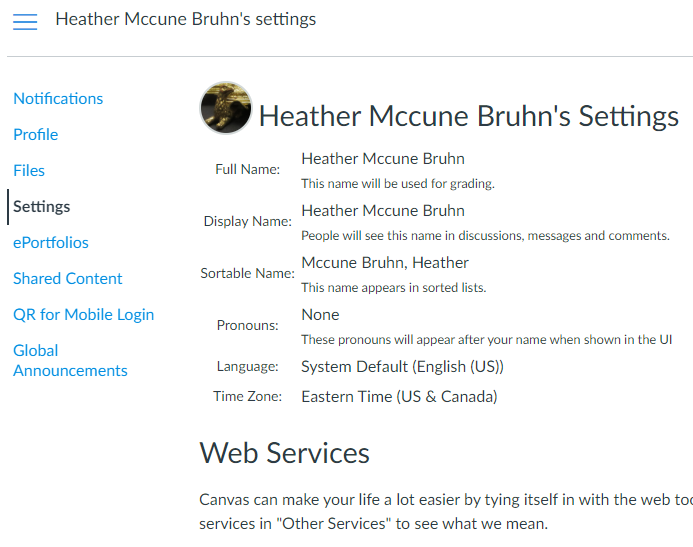 Heather Mccune Bruhn's settings
Notifications
Profile
Files
Settings
ePortfolios
Shared Content
QR for Mobile Login
Global
Announcements
Heather Mccune Bruhn's Settings
Full Name: Heather Mccune Bruhn
This name will be used for grading.
Display Name: Heather Mccune Bruhn
People will see this name in discussions, messages and comments.
Sortable Name: Mccune Bruhn, Heather
This name appears in sorted lists.
Pronouns: None
These pronouns will appear after your name when shown in the UI
Language: System Default (English (US))
Time Zone: Eastern Time (US & Canada)
Web Services
Canvas can make your life a lot easier by tying itself in with the web
services in "Other Services" to see what we mean.